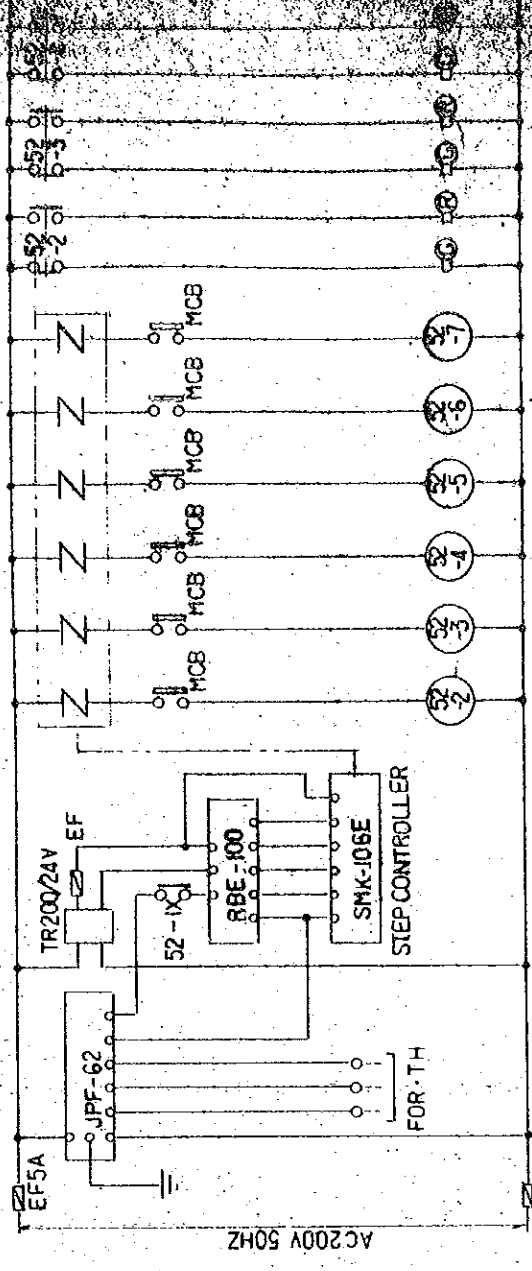 AC200V 50HZ
EF5A
JPF-62
FOR·TH
TR200/24V
EF
52-1X
RBE-100
SMK-106E
STEP CONTROLLER
MCB
52-2
MCB
52-3
MCB
52-4
MCB
52-5
MCB
52-6
MCB
52-7
52-2
G
R
52-3
G
R
52
G